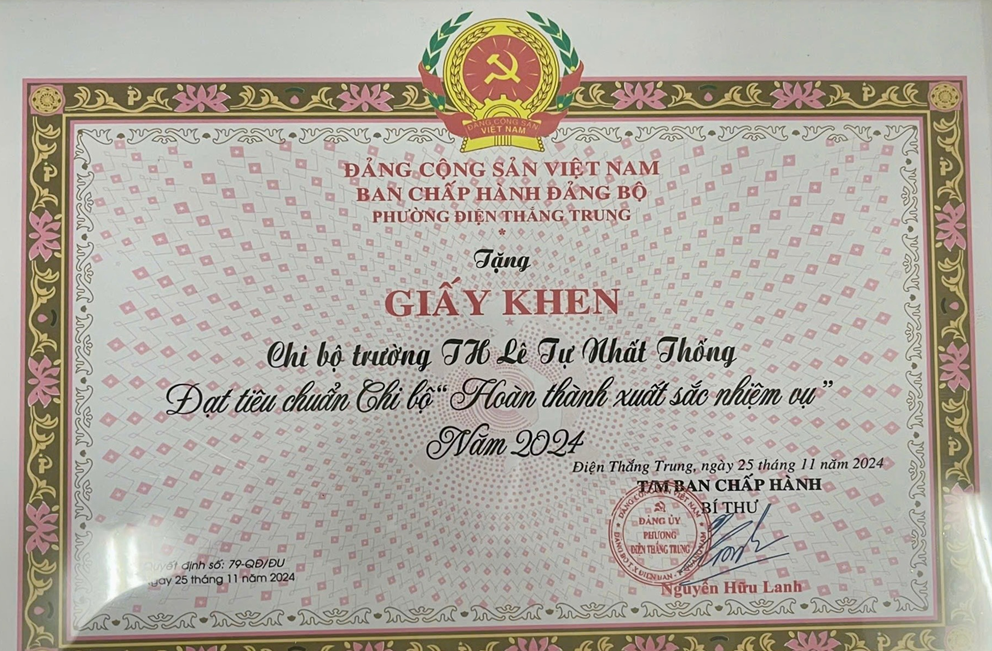 ĐẢNG CỘNG SẢN
VIỆT NAM
ĐẢNG CỘNG SẢN VIỆT NAM
BAN CHẤP HÀNH ĐẢNG BỘ
PHƯỜNG ĐIỆN THẮNG TRUNG
*
Tặng
GIẤY KHEN
Chi bộ trường TH Lê Tự Nhất Thống
Đạt tiêu chuẩn Chi bộ “ Hoàn thành xuất sắc nhiệm vụ ”
Năm 2024
Điện Thắng Trung, ngày 25 tháng 11 năm 2024
T/M BAN CHẤP HÀNH
BÍ THƯ
ĐẢNG ỦY
PHƯỜNG
ĐIỆN THẮNG TRUNG
Nguyễn Hữu Lanh
Quyết định số: 79-QĐ/ĐU
ngày 25 tháng 11 năm 2024